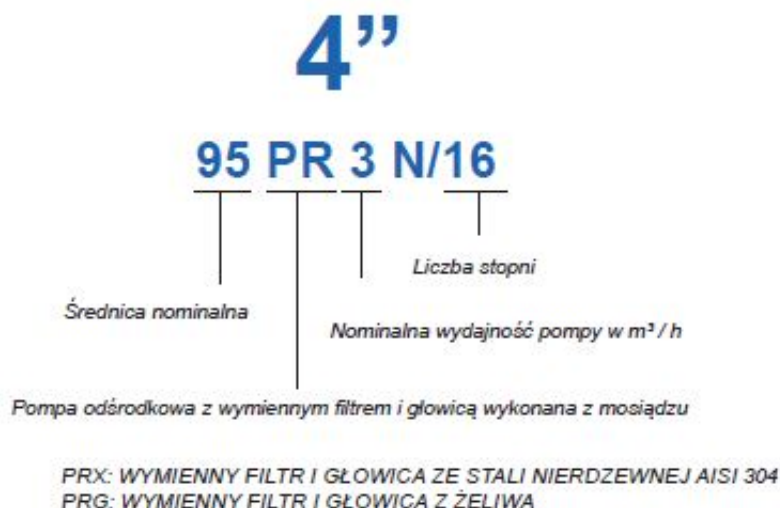 4”
95 PR 3 N/16
Liczba stopni
Średnica nominalna
Nominalna wydajność pompy w m³ / h
Pompa odśrodkowa z wymiennym filtrem i głowicą wykonana z mosiądzu
PRX: WYMIENNY FILTR I GŁOWICA ZE STALI NIERDZEWNEJ AISI 304
PRG: WYMIENNY FILTR I GŁOWICA Z ŻELIWA